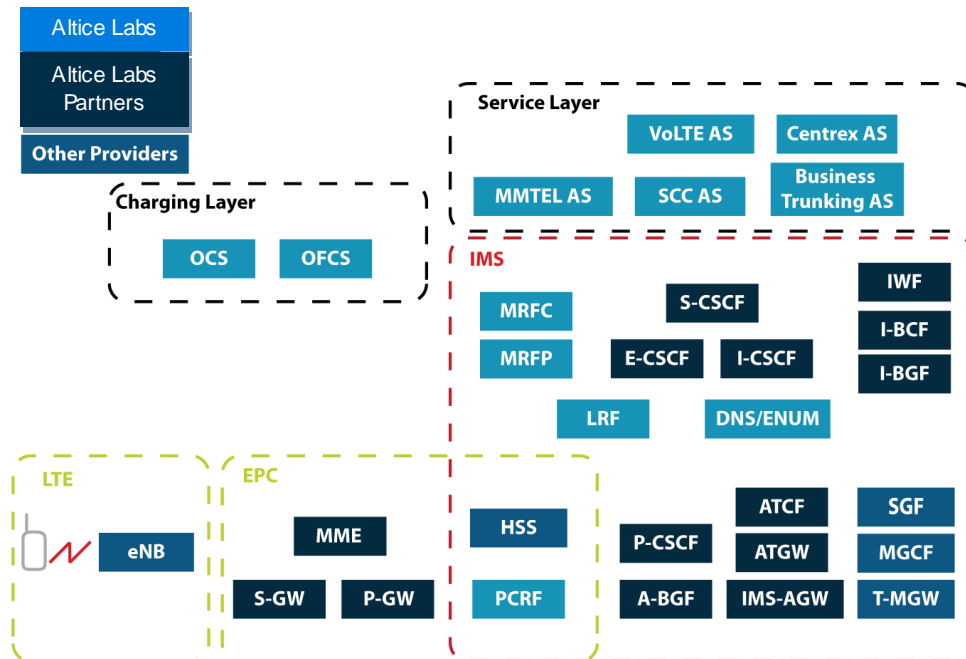 Altice Labs
Altice Labs
Partners
Other Providers
Service Layer
VoLTE AS
Centrex AS
MMTEL AS
SCC AS
Business
Trunking AS
Charging Layer
OCS
OFCS
IMS
IWF
MRFC
S-CSCF
I-BCF
MRFP
E-CSCF
I-CSCF
I-BGF
LRF
DNS/ENUM
LTE
eNB
EPC
MME
S-GW
P-GW
HSS
PCRF
P-CSCF
A-BGF
ATCF
ATGW
IMS-AGW
SGF
MGCF
T-MGW